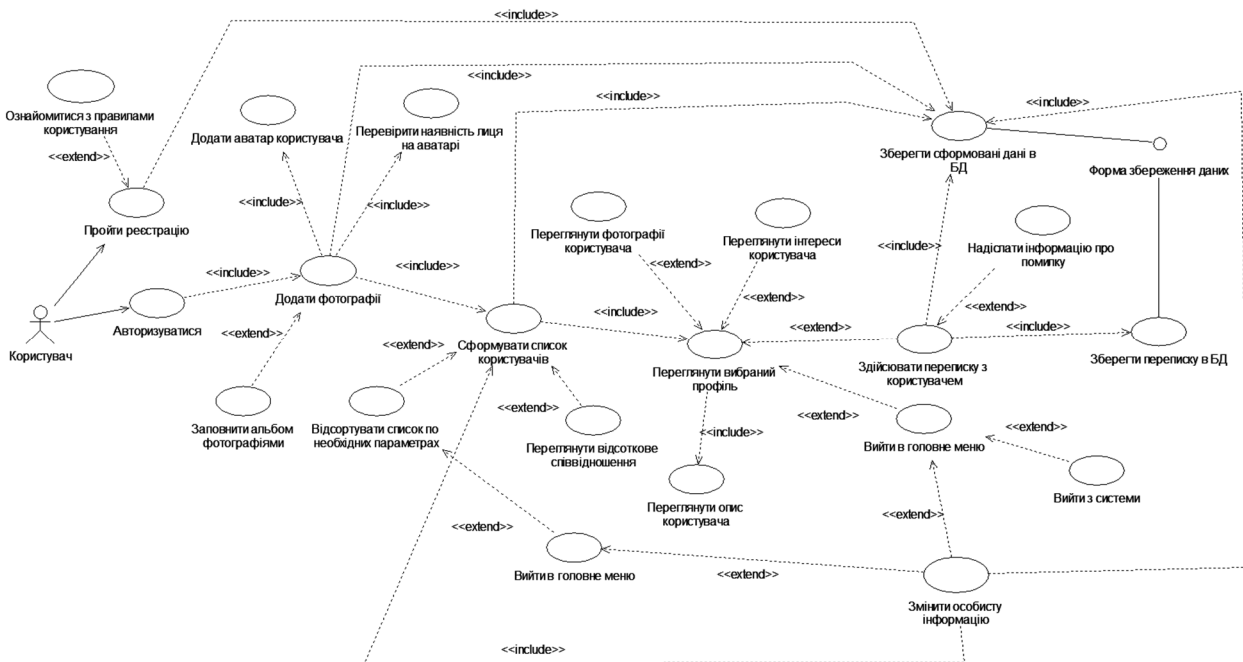 <<include>>
<<include>>
<<include>>
<<include>>
Ознайомитися з правилами
користування
<<extend>>
Додати аватар користувача
Перевірити наявність лиця
на аватарі
Зберегти сформовані дані в
БД
Форма збереження даних
<<include>>
<<include>>
Пройти реєстрацію
Переглянути фотографії
користувача
Переглянути інтереси
користувача
<<include>>
Надіслати інформацію про
помилку
<<include>>
<<include>>
<<extend>>
Додати фотографії
<<extend>>
<<extend>>
Авторизуватися
<<extend>>
<<extend>>
<<include>>
<<include>>
Користувач
Сформувати список
користувачів
<<extend>>
Переглянути вибраний
профіль
Здійсювати переписку з
користувачем
Зберегти переписку в БД
Заповнити альбом
фотографіями
Відсортувати список по
необхідних параметрах
<<extend>>
Переглянути відсоткове
співвідношення
<<include>>
<<extend>>
Вийти в головне меню
<<extend>>
Вийти з системи
Переглянути опис
користувача
<<extend>>
<<extend>>
Вийти в головне меню
<<extend>>
Змінити особисту
інформацію
<<include>>